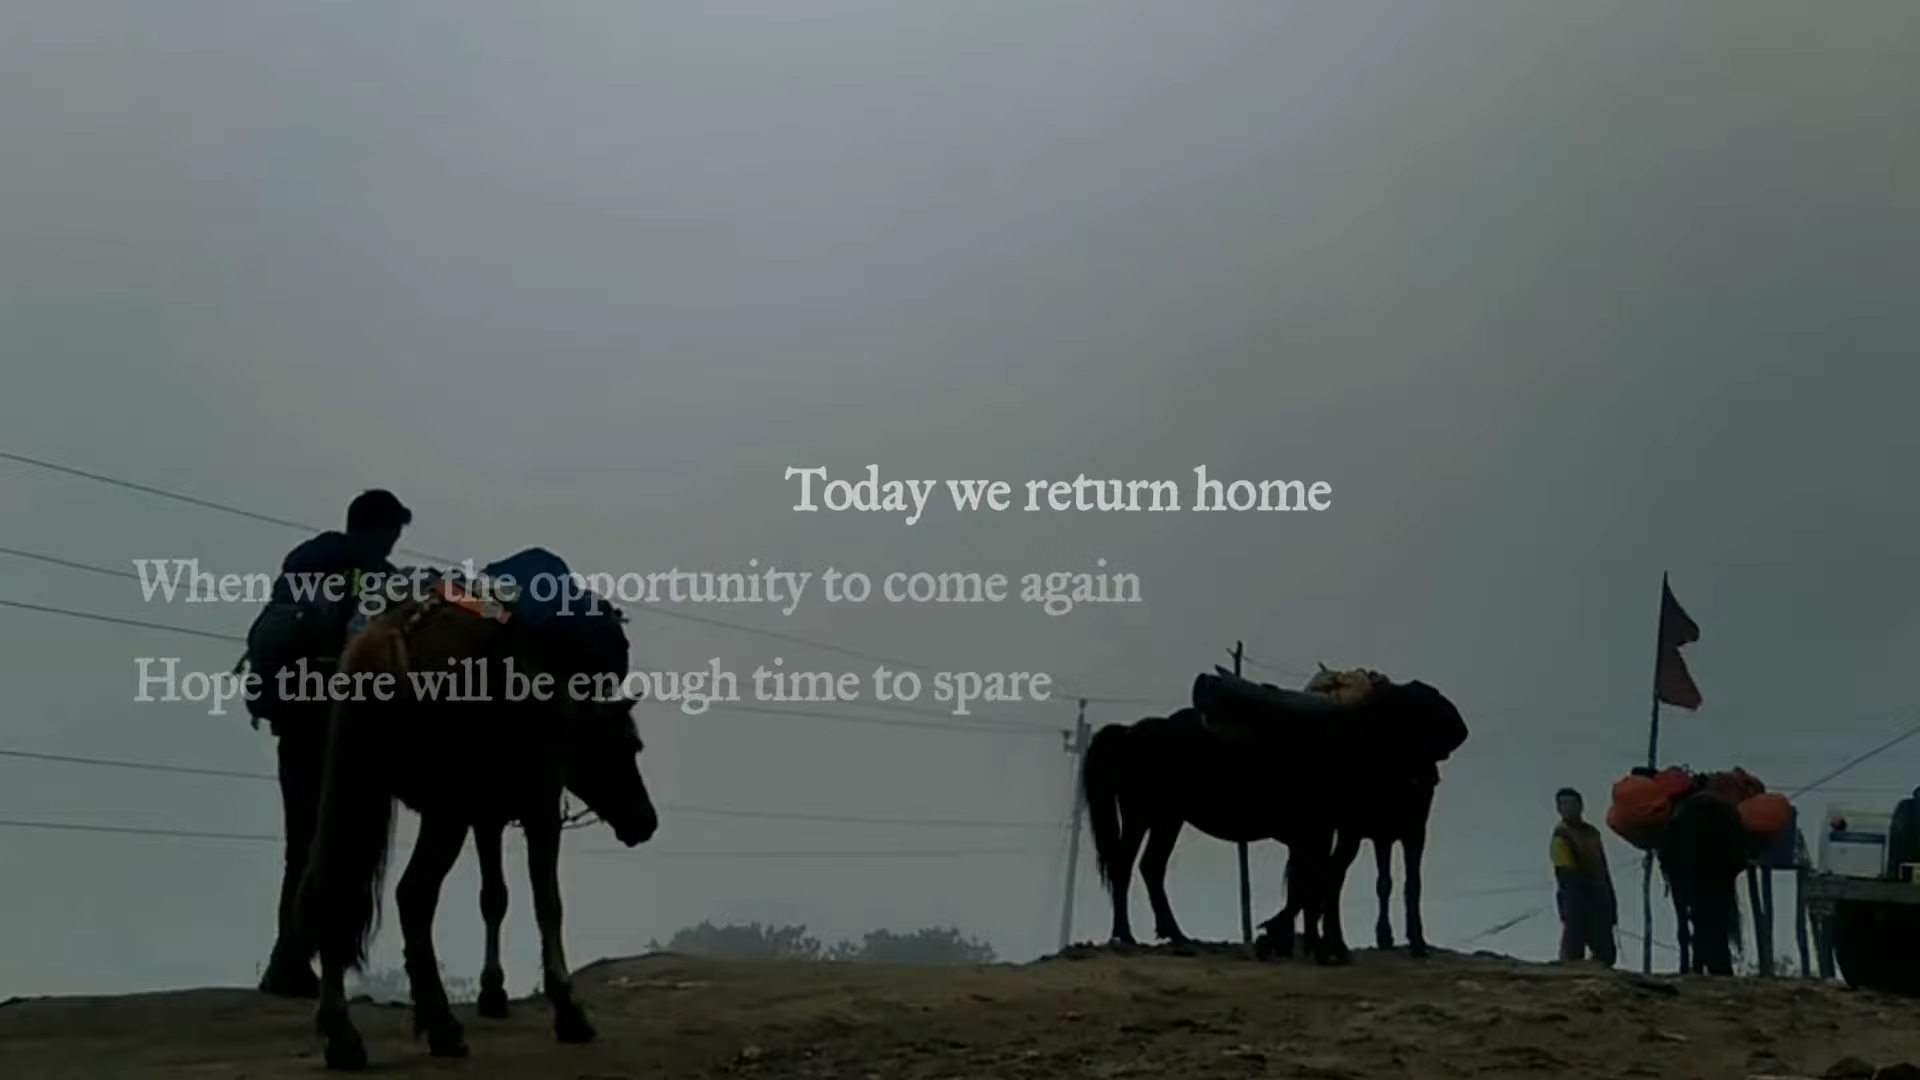 Today we return home
When we get the opportunity to come again
Hope there will be enough time to spare